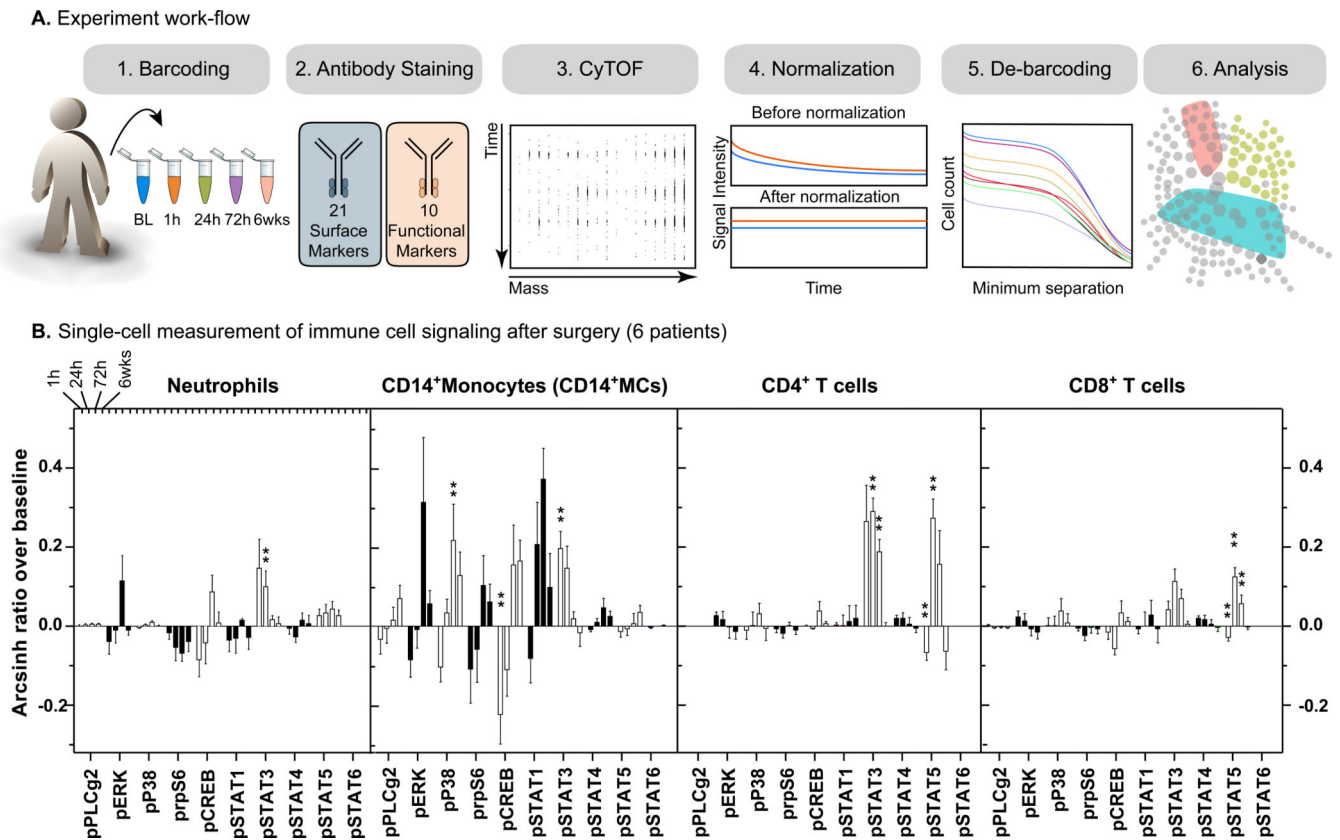 A. Experiment work-flow
1. Barcoding
2. Antibody Staining
3. CyTOF
4. Normalization
5. De-barcoding
6. Analysis
BL 1h 24h 72h 6wks
21
Surface
Markers
10
Functional
Markers
Time
Mass
Before normalization
After normalization
Signal Intensity
Time
Cell count
Minimum separation
B. Single-cell measurement of immune cell signaling after surgery (6 patients)
1h
24h
72h
6wks
Neutrophils
CD14⁺Monocytes (CD14⁺MCs)
CD4⁺ T cells
CD8⁺ T cells
Arcsinh ratio over baseline
0.4
0.2
0.0
-0.2
**
**
**
**
**
**
**
**
**
**
**
0.4
0.2
0.0
-0.2
pPLCg2
pERK
pP38
prpS6
pCREB
pSTAT1
pSTAT3
pSTAT4
pSTAT5
pSTAT6
pPLCg2
pERK
pP38
prpS6
pCREB
pSTAT1
pSTAT3
pSTAT4
pSTAT5
pSTAT6
pPLCg2
pERK
pP38
prpS6
pCREB
pSTAT1
pSTAT3
pSTAT4
pSTAT5
pSTAT6
pPLCg2
pERK
pP38
prpS6
pCREB
pSTAT1
pSTAT3
pSTAT4
pSTAT5
pSTAT6